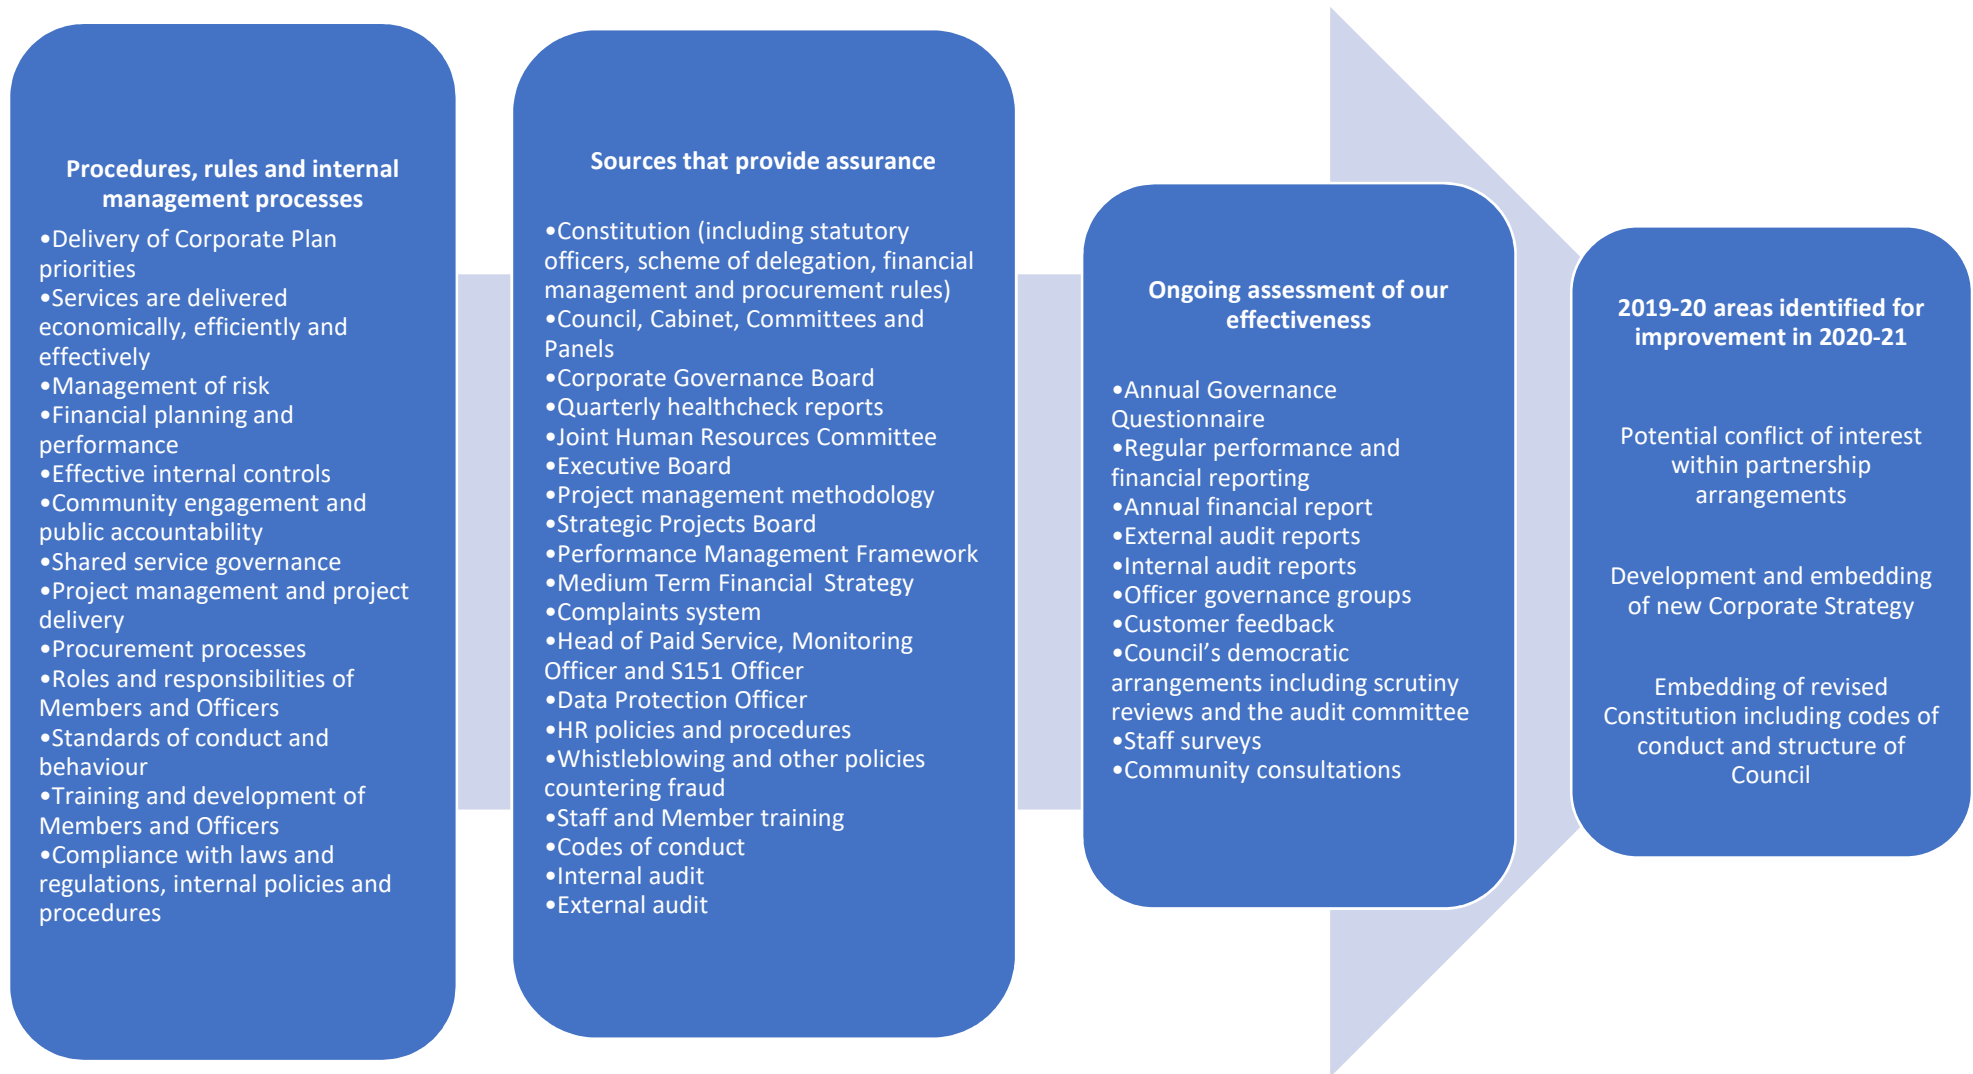 Procedures, rules and internal
management processes
•Delivery of Corporate Plan
priorities
•Services are delivered
economically, efficiently and
effectively
•Management of risk
•Financial planning and
performance
•Effective internal controls
•Community engagement and
public accountability
•Shared service governance
•Project management and project
delivery
•Procurement processes
•Roles and responsibilities of
Members and Officers
•Standards of conduct and
behaviour
•Training and development of
Members and Officers
•Compliance with laws and
regulations, internal policies and
procedures
Sources that provide assurance
•Constitution (including statutory
officers, scheme of delegation, financial
management and procurement rules)
•Council, Cabinet, Committees and
Panels
•Corporate Governance Board
•Quarterly healthcheck reports
•Joint Human Resources Committee
•Executive Board
•Project management methodology
•Strategic Projects Board
•Performance Management Framework
•Medium Term Financial  Strategy
•Complaints system
•Head of Paid Service, Monitoring
Officer and S151 Officer
•Data Protection Officer
•HR policies and procedures
•Whistleblowing and other policies
countering fraud
•Staff and Member training
•Codes of conduct
•Internal audit
•External audit
Ongoing assessment of our
effectiveness
•Annual Governance
Questionnaire
•Regular performance and
financial reporting
•Annual financial report
•External audit reports
•Internal audit reports
•Officer governance groups
•Customer feedback
•Council’s democratic
arrangements including scrutiny
reviews and the audit committee
•Staff surveys
•Community consultations
2019-20 areas identified for
improvement in 2020-21
Potential conflict of interest
within partnership
arrangements
Development and embedding
of new Corporate Strategy
Embedding of revised
Constitution including codes of
conduct and structure of
Council